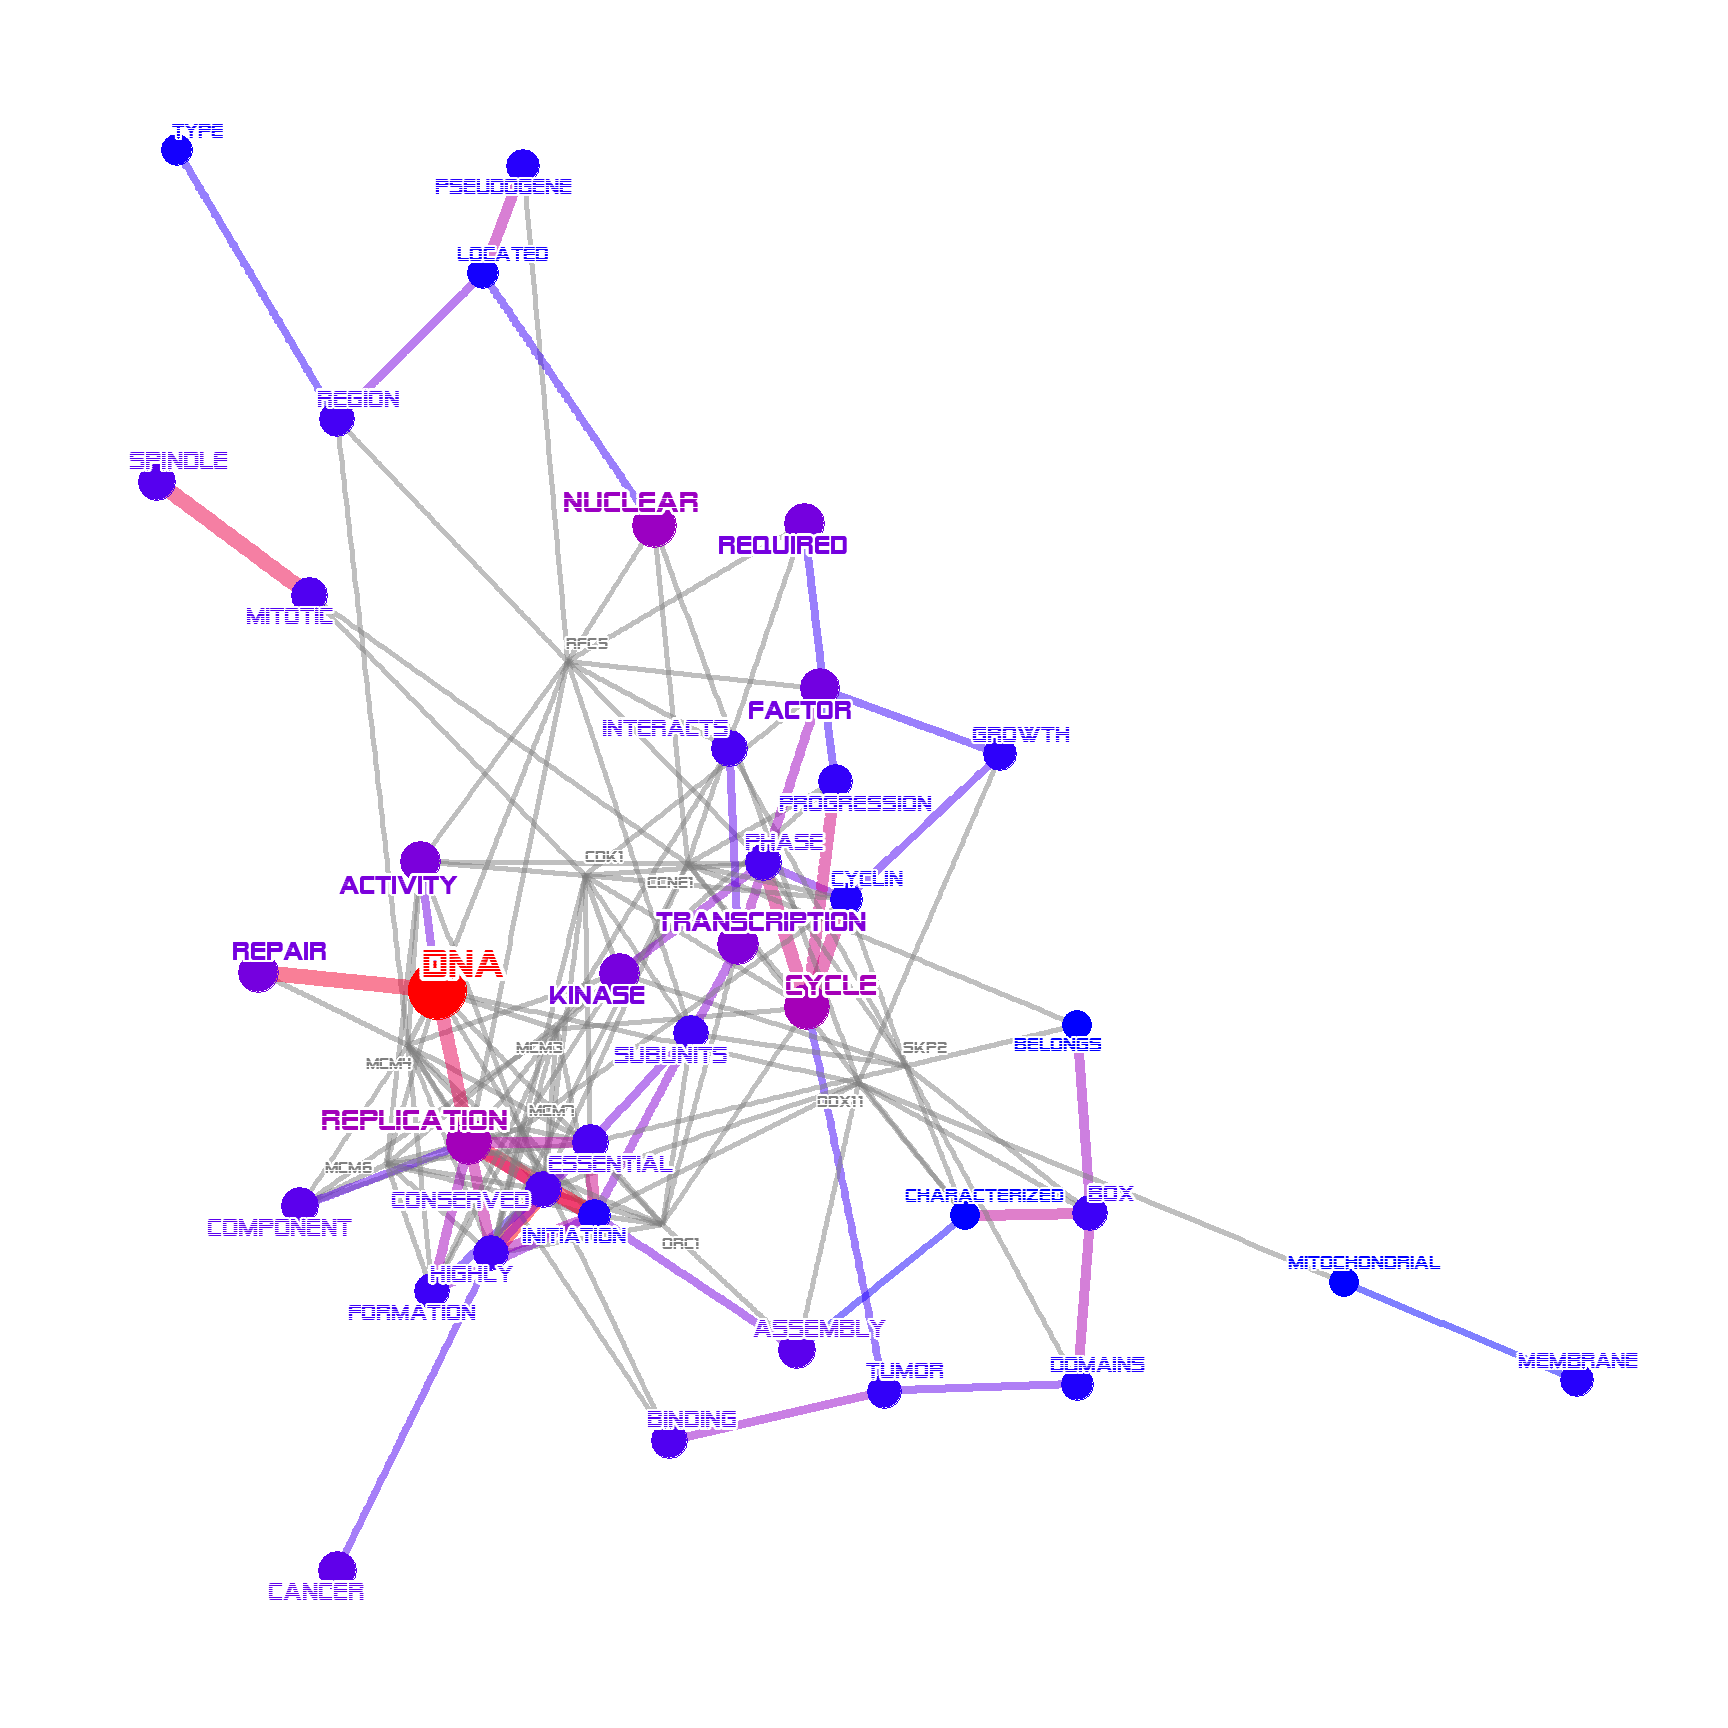 TYPE
PSEUDOGENE
LOCATED
REGION
SPINDLE
NUCLEAR
REQUIRED
MITOTIC
RFC5
FACTOR
INTERACTS
GROWTH
PROGRESSION
PHASE
CDK1
CCNE1
CYCLIN
ACTIVITY
TRANSCRIPTION
REPAIR
DNA
CYCLE
KINASE
MCM3
SUBUNITS
SKP2
BELONGS
MCM4
DDX11
MCM7
REPLICATION
ESSENTIAL
MCM6
CONSERVED
CHARACTERIZED
BOX
COMPONENT
INITIATION
ORC1
MITOCHONDRIAL
HIGHLY
FORMATION
ASSEMBLY
TUMOR
DOMAINS
MEMBRANE
BINDING
CANCER